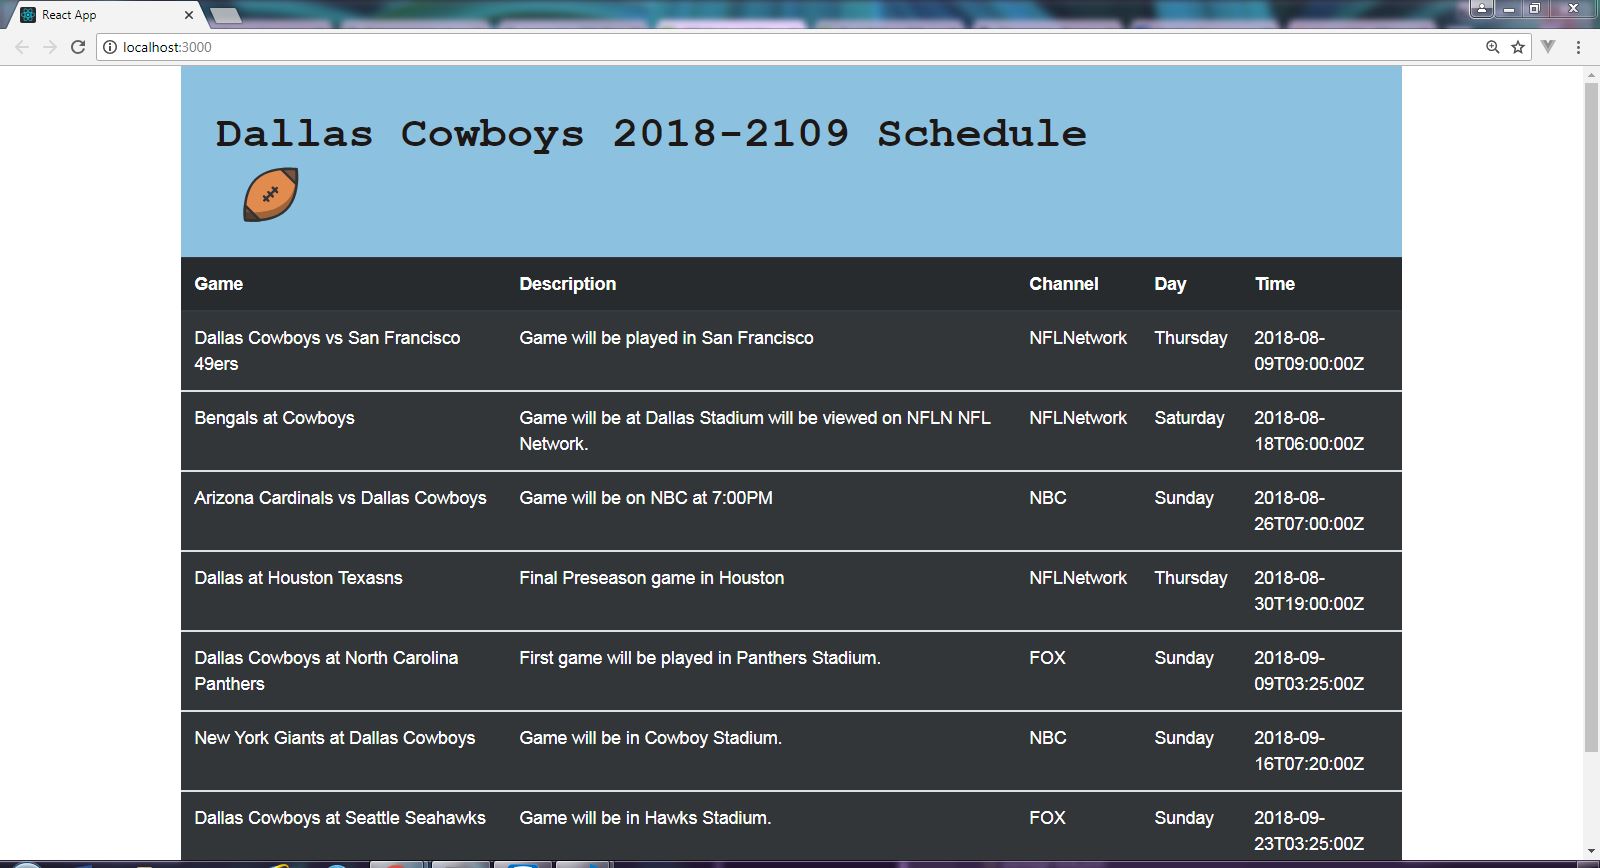 React App
localhost:3000
Dallas Cowboys 2018-2109 Schedule
Game Description Channel Day Time
Dallas Cowboys vs San Francisco 49ers Game will be played in San Francisco NFLNetwork Thursday 2018-08-09T09:00:00Z
Bengals at Cowboys Game will be at Dallas Stadium will be viewed on NFLN NFL Network. NFLNetwork Saturday 2018-08-18T06:00:00Z
Arizona Cardinals vs Dallas Cowboys Game will be on NBC at 7:00PM NBC Sunday 2018-08-26T07:00:00Z
Dallas at Houston Texasns Final Preseason game in Houston NFLNetwork Thursday 2018-08-30T19:00:00Z
Dallas Cowboys at North Carolina Panthers First game will be played in Panthers Stadium. FOX Sunday 2018-09-09T03:25:00Z
New York Giants at Dallas Cowboys Game will be in Cowboy Stadium. NBC Sunday 2018-09-16T07:20:00Z
Dallas Cowboys at Seattle Seahawks Game will be in Hawks Stadium. FOX Sunday 2018-09-23T03:25:00Z